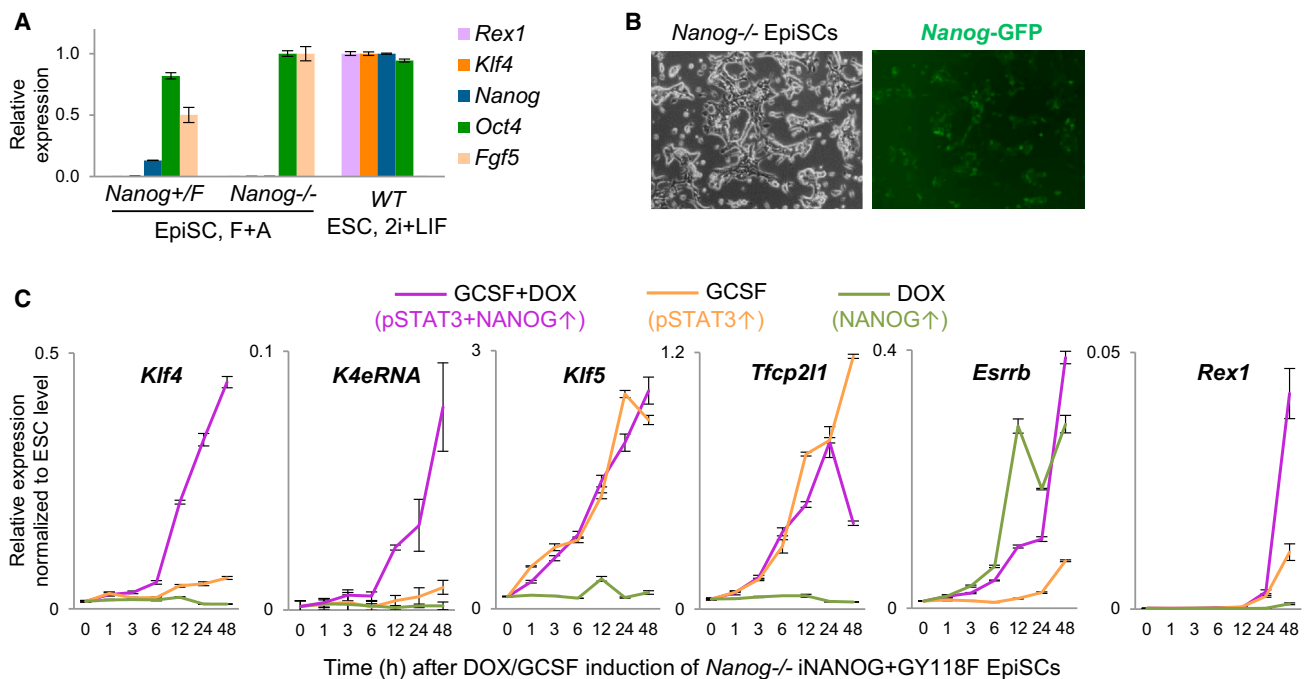 A
Relative
expression
1.0
0.5
0.0
Nanog+/F
Nanog-/-
WT
EpiSC, F+A
ESC, 2i+LIF
Rex1
Klf4
Nanog
Oct4
Fgf5
B
Nanog-/- EpiSCs
Nanog-GFP
C
GCSF+DOX
(pSTAT3+NANOG↑)
GCSF
(pSTAT3↑)
DOX
(NANOG↑)
Relative expression
normalized to ESC level
0.5
0
Klf4
0 1 3 6 12 24 48
0.1
0
K4eRNA
0 1 3 6 12 24 48
3
0
Klf5
0 1 3 6 12 24 48
1.2
0
Tfcp2l1
0 1 3 6 12 24 48
0.4
0
Esrrb
0 1 3 6 12 24 48
0.05
0
Rex1
0 1 3 6 12 24 48
Time (h) after DOX/GCSF induction of Nanog-/- iNANOG+GY118F EpiSCs